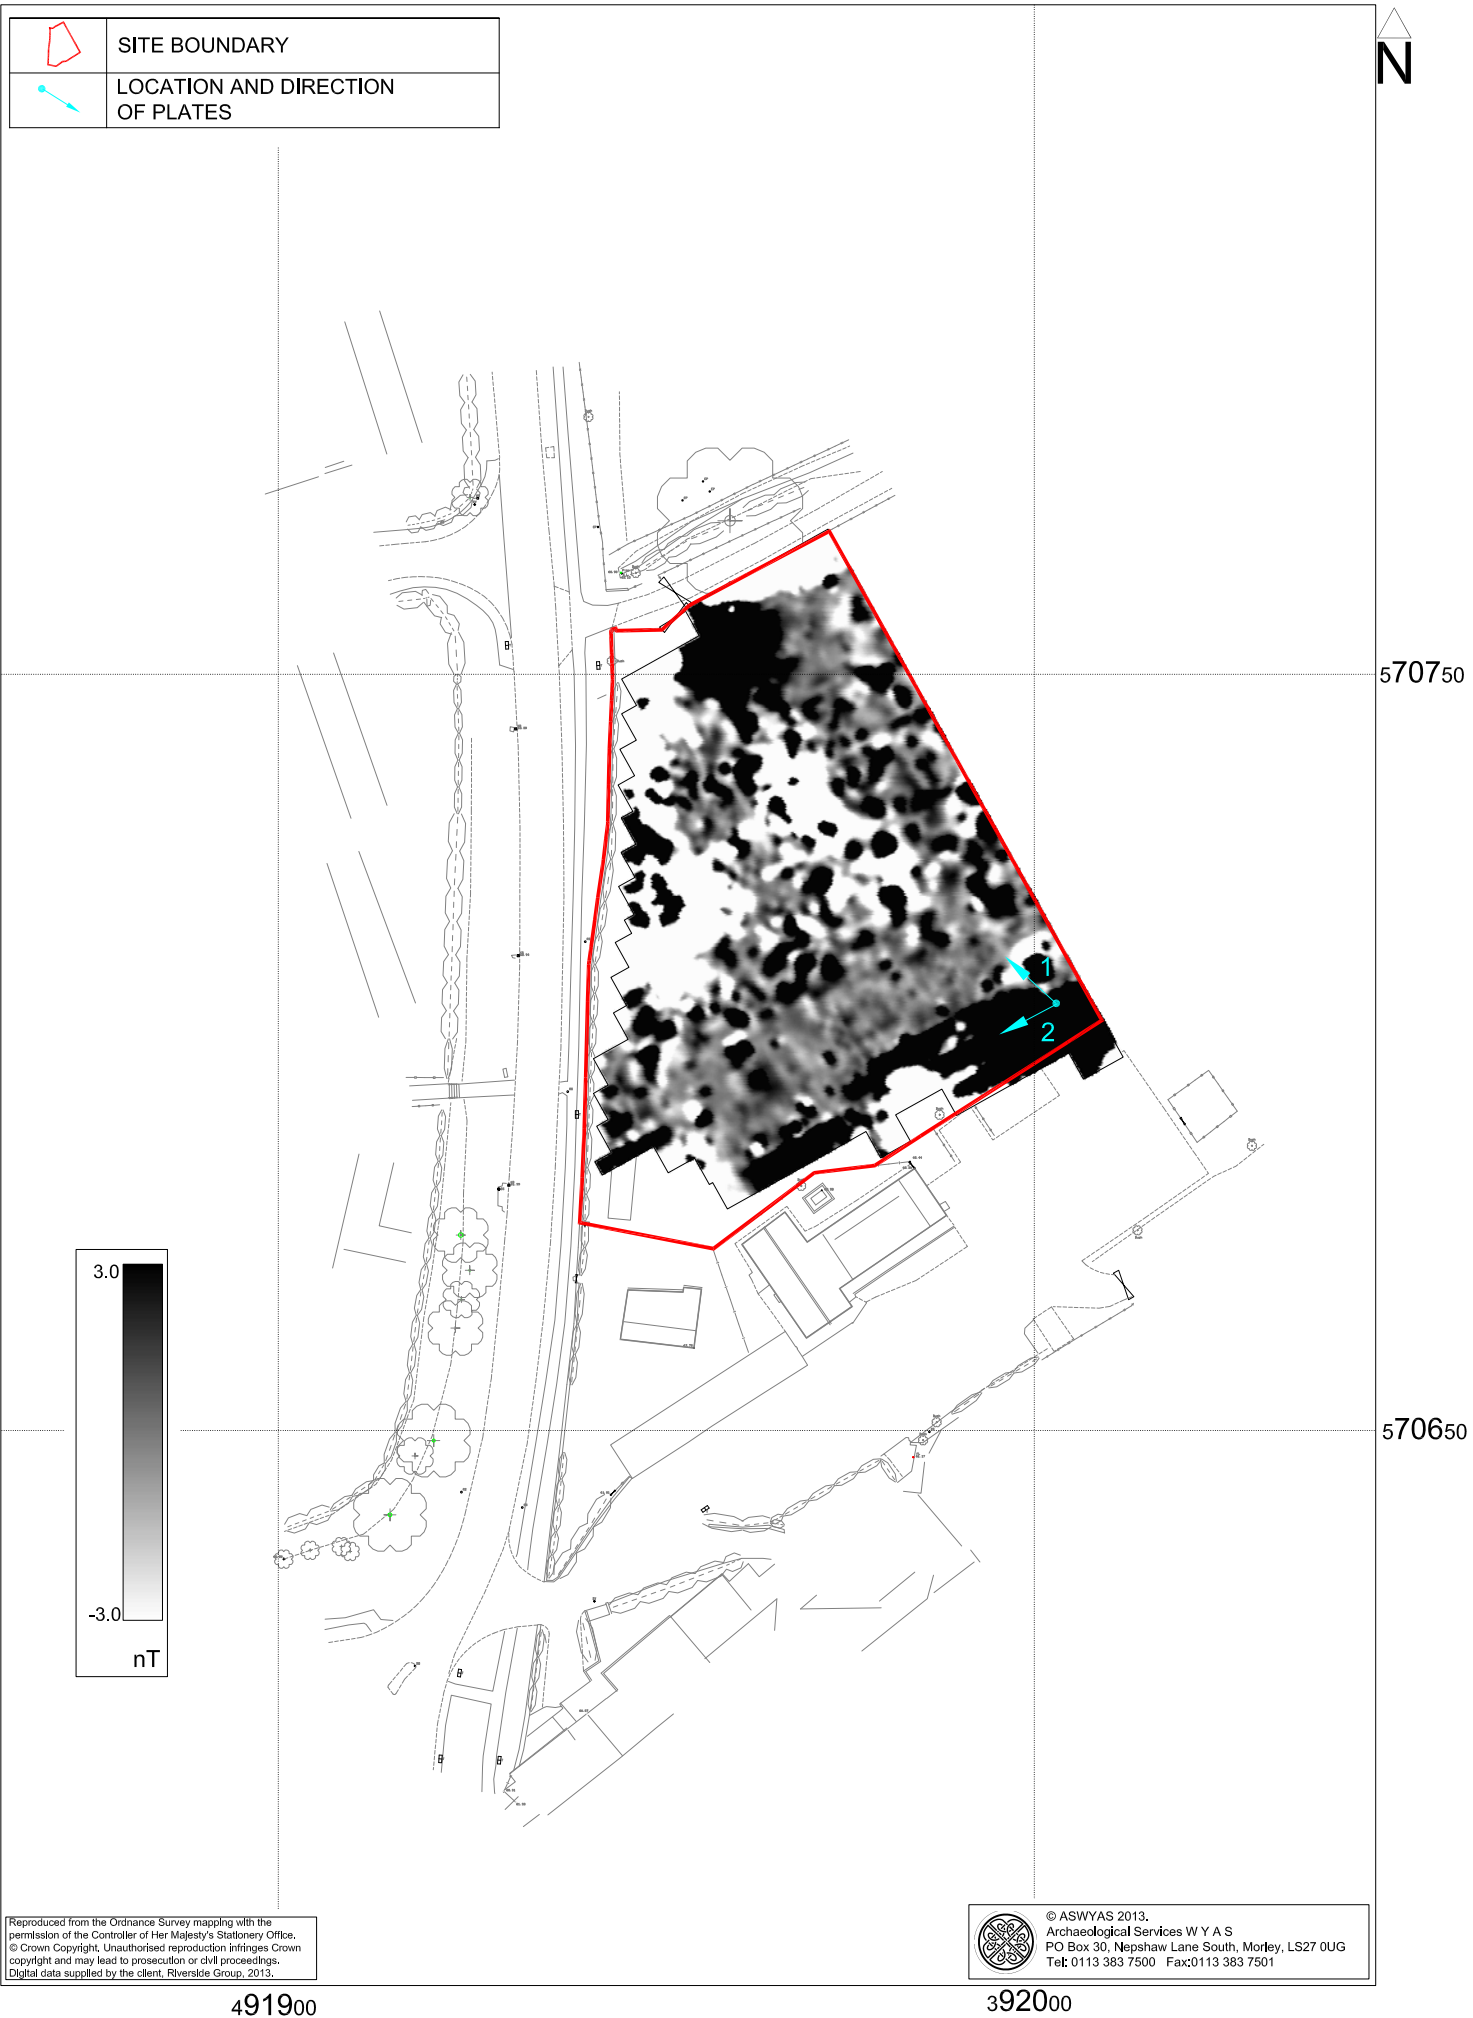 SITE BOUNDARY
LOCATION AND DIRECTION
OF PLATES
N
570750
1
2
3.0
570650
-3.0
nT
Reproduced from the Ordnance Survey mapping with the
permission of the Controller of Her Majesty's Stationery Office.
© Crown Copyright. Unauthorised reproduction infringes Crown
copyright and may lead to prosecution or civil proceedings.
Digital data supplied by the client, Riverside Group, 2013.
© ASWYAS 2013.
Archaeological Services W Y A S
PO Box 30, Nepshaw Lane South, Morley, LS27 0UG
Tel: 0113 383 7500 Fax:0113 383 7501
491900
392000